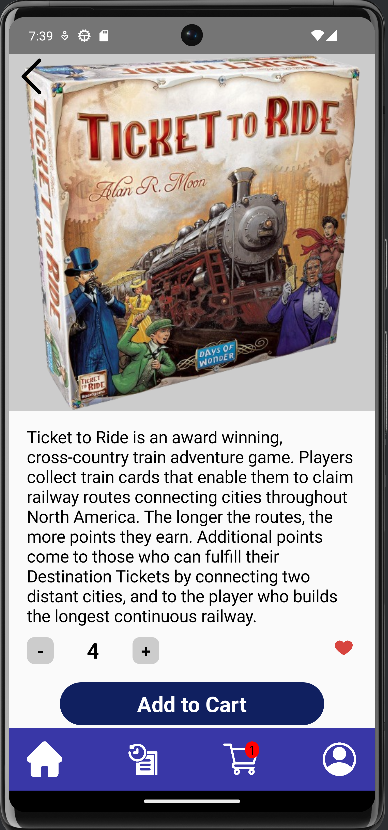 7:39
TICKET TO RIDE
TICKET TO RIDE
Alan R. Moon
DAYS OF
WONDER
TICKET
TO RIDE
Ticket to Ride is an award winning,
cross-country train adventure game. Players
collect train cards that enable them to claim
railway routes connecting cities throughout
North America. The longer the routes, the
more points they earn. Additional points
come to those who can fulfill their
Destination Tickets by connecting two
distant cities, and to the player who builds
the longest continuous railway.
- 4 +
Add to Cart
1